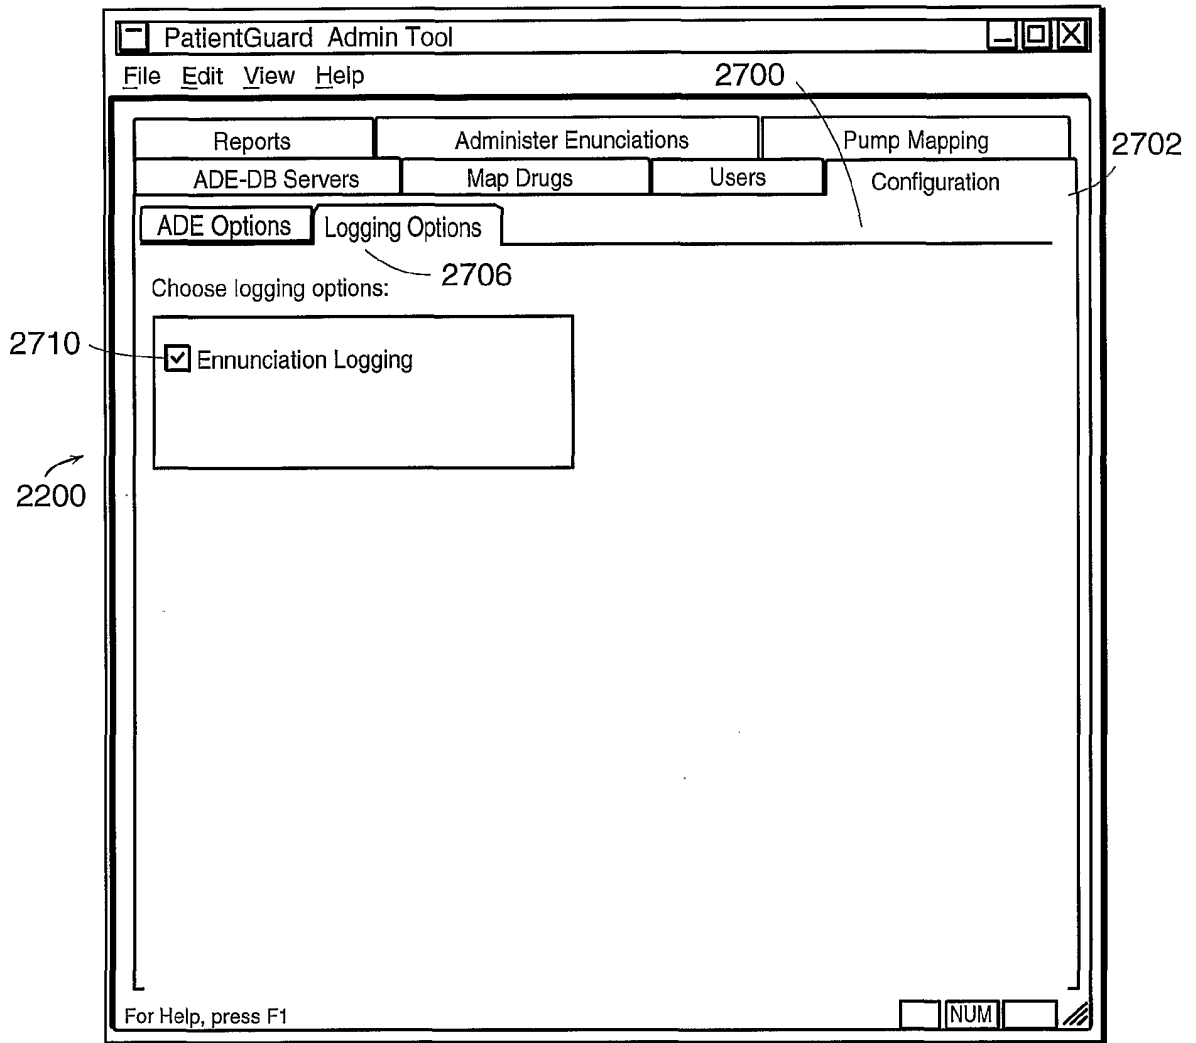 PatientGuard Admin Tool
File Edit View Help
2700
Reports Administer Enunciations Pump Mapping
2702
ADE-DB Servers Map Drugs Users Configuration
ADE Options Logging Options
2706
Choose logging options:
2710
Ennunciation Logging
2200
For Help, press F1
NUM